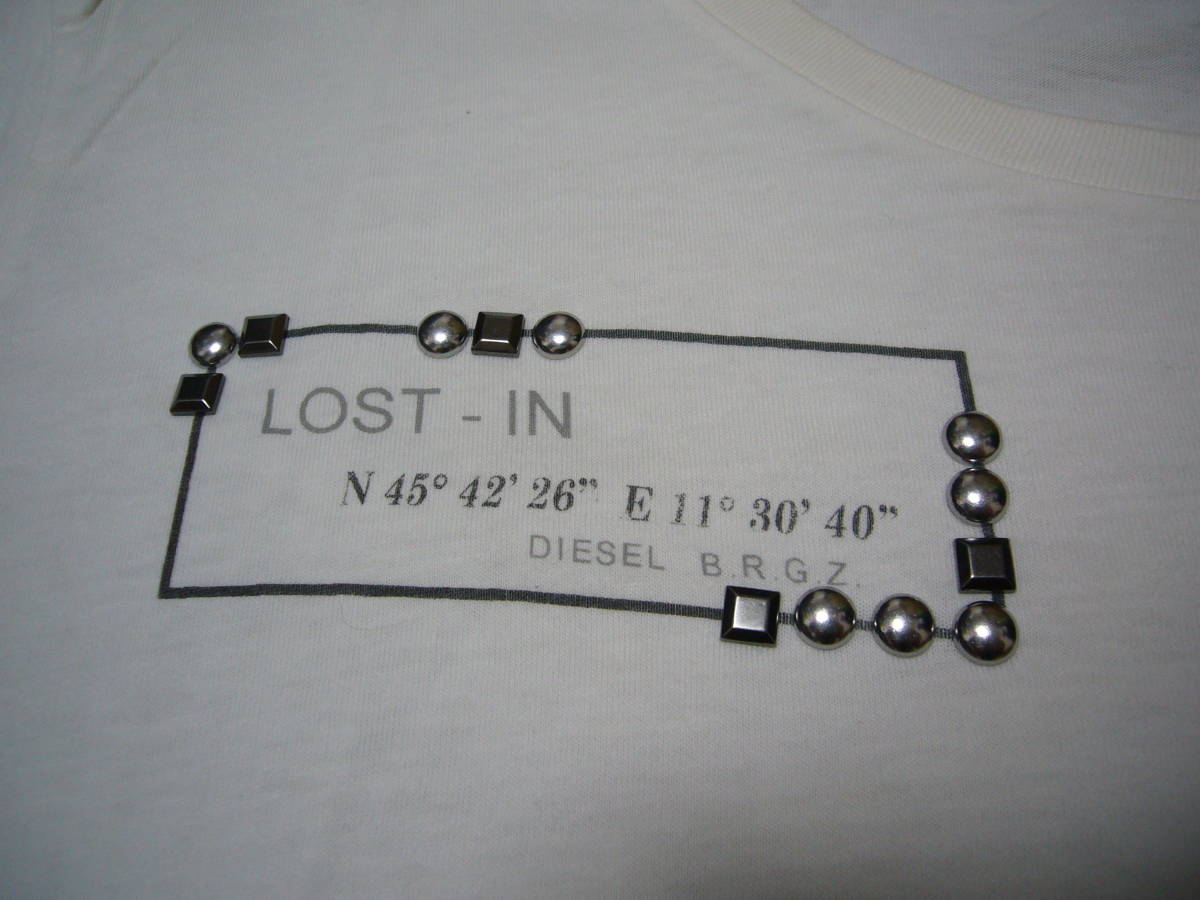 LOST - IN
N 45° 42' 26" E 11° 30' 40"
DIESEL B.R.G.Z.